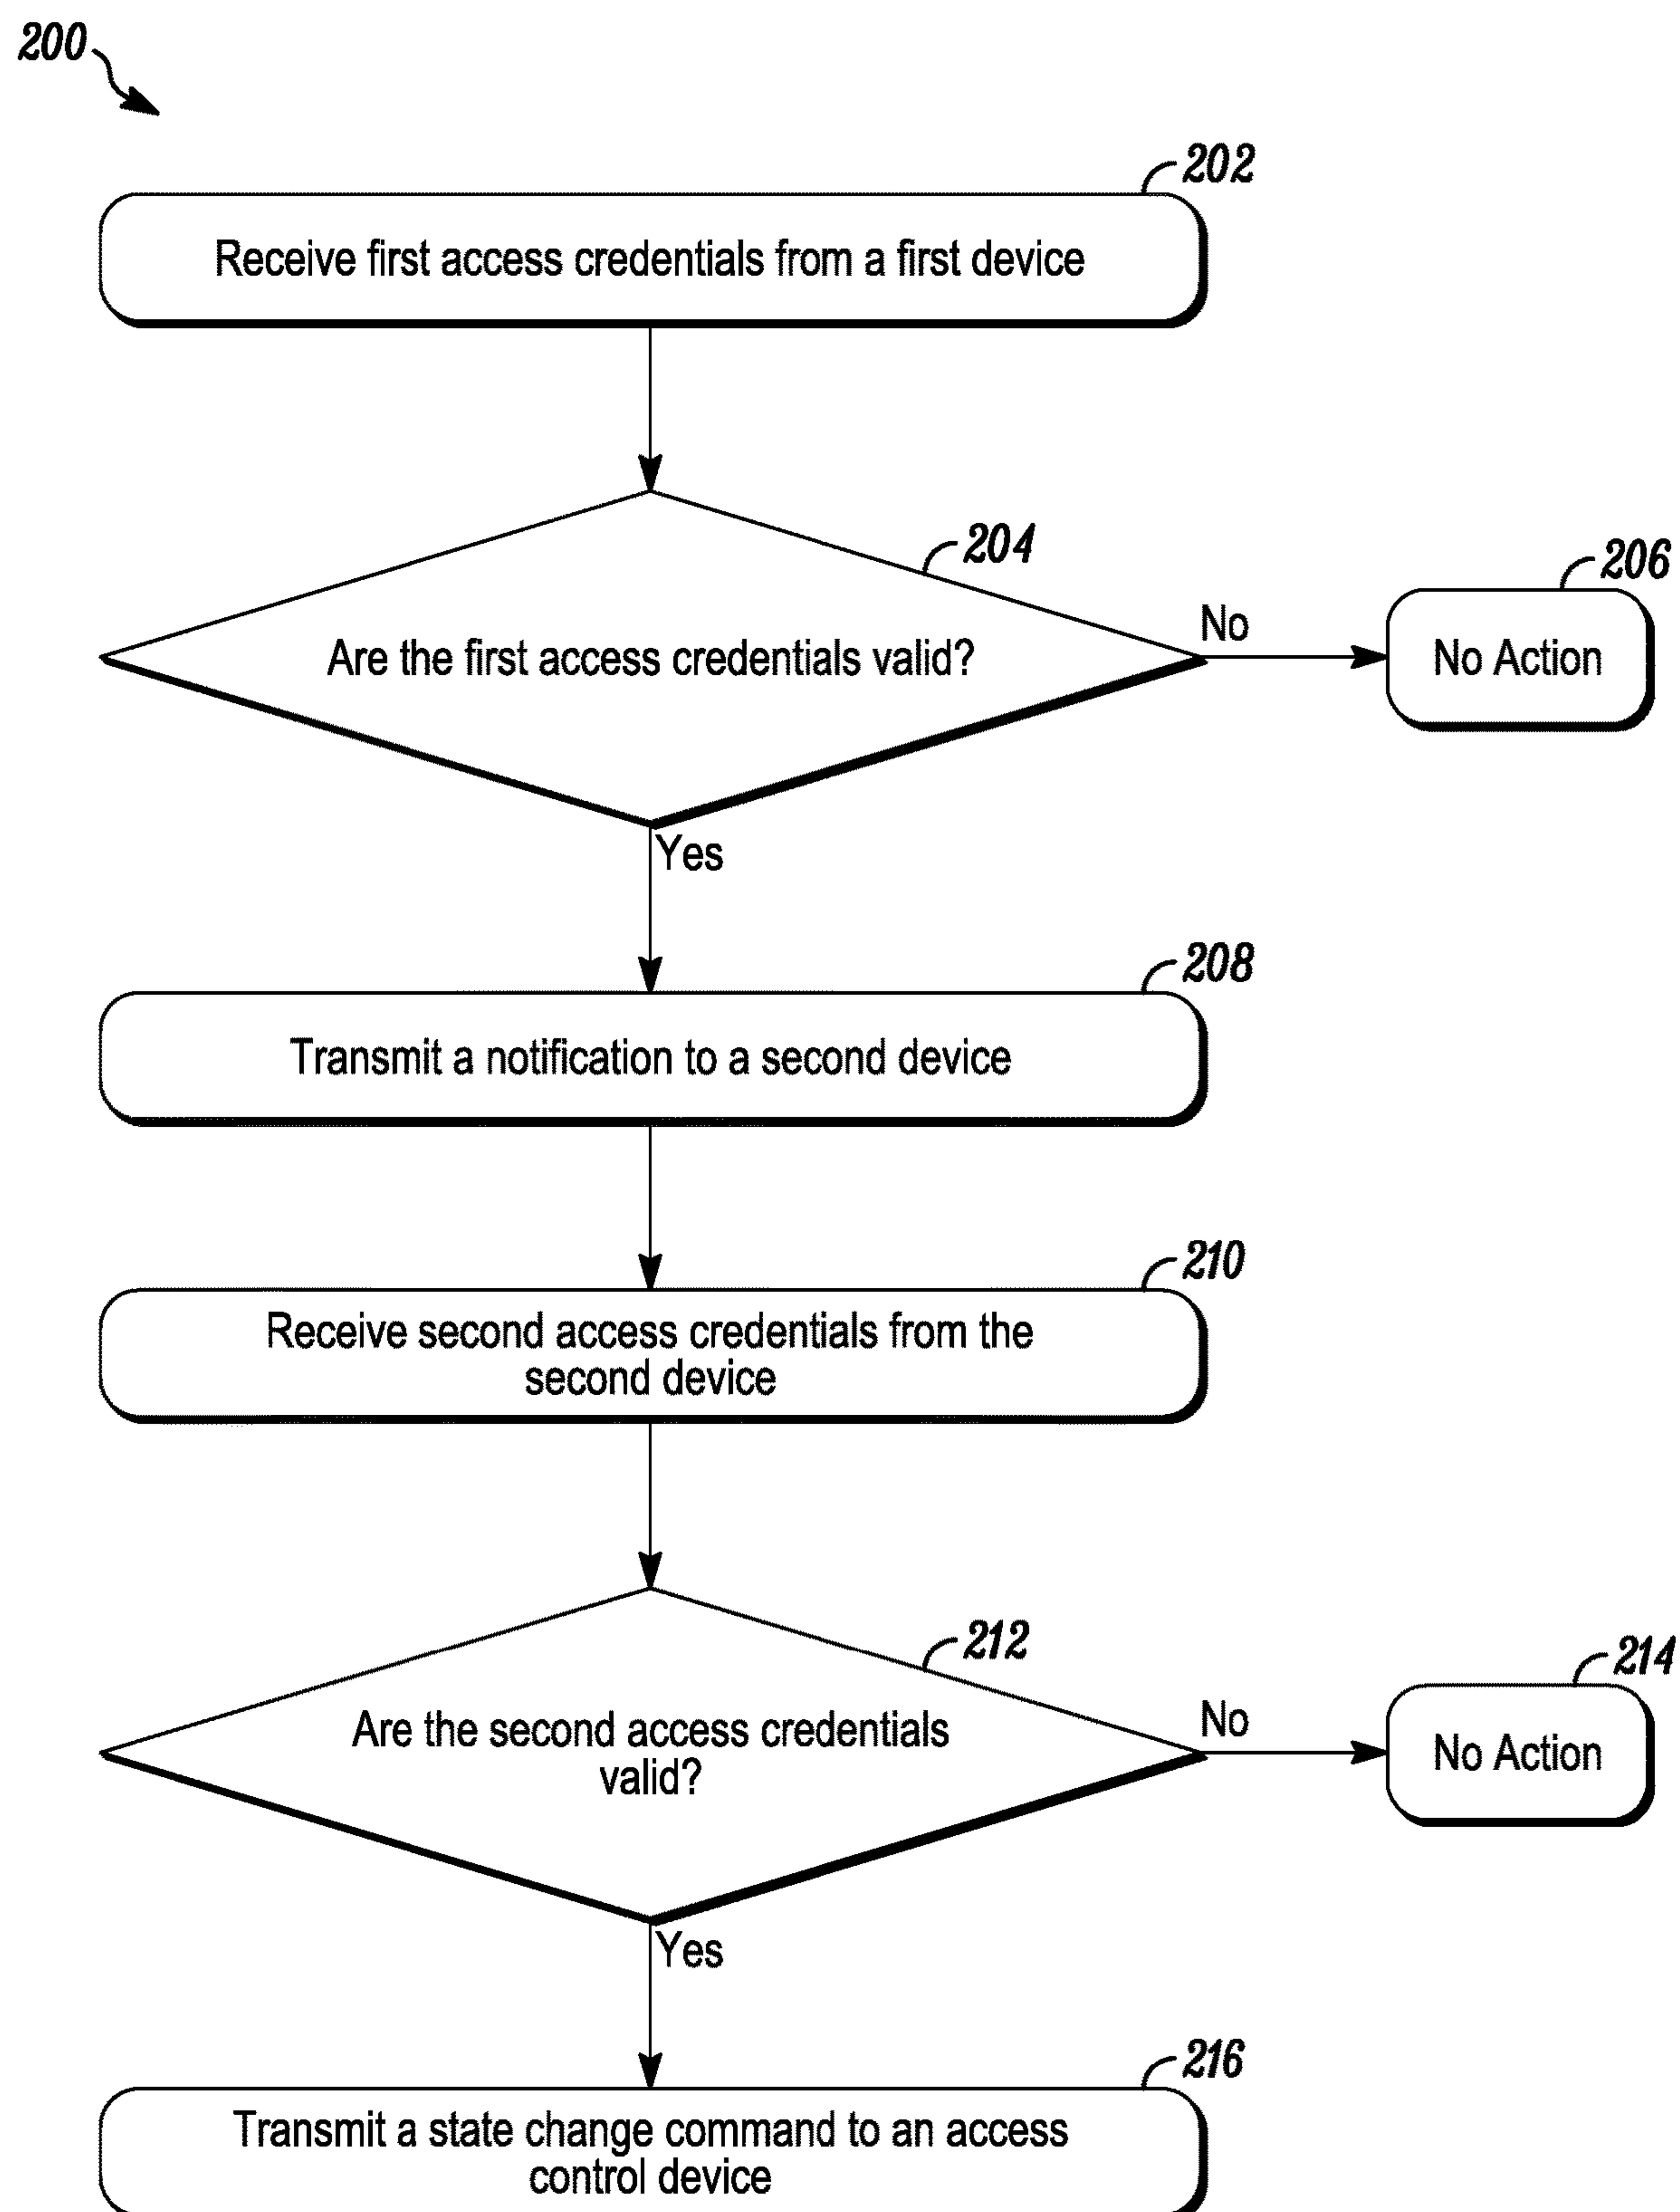 200
202
Receive first access credentials from a first device
204
206
Are the first access credentials valid?
No
No Action
Yes
208
Transmit a notification to a second device
210
Receive second access credentials from the
second device
212
214
Are the second access credentials
valid?
No
No Action
Yes
216
Transmit a state change command to an access
control device